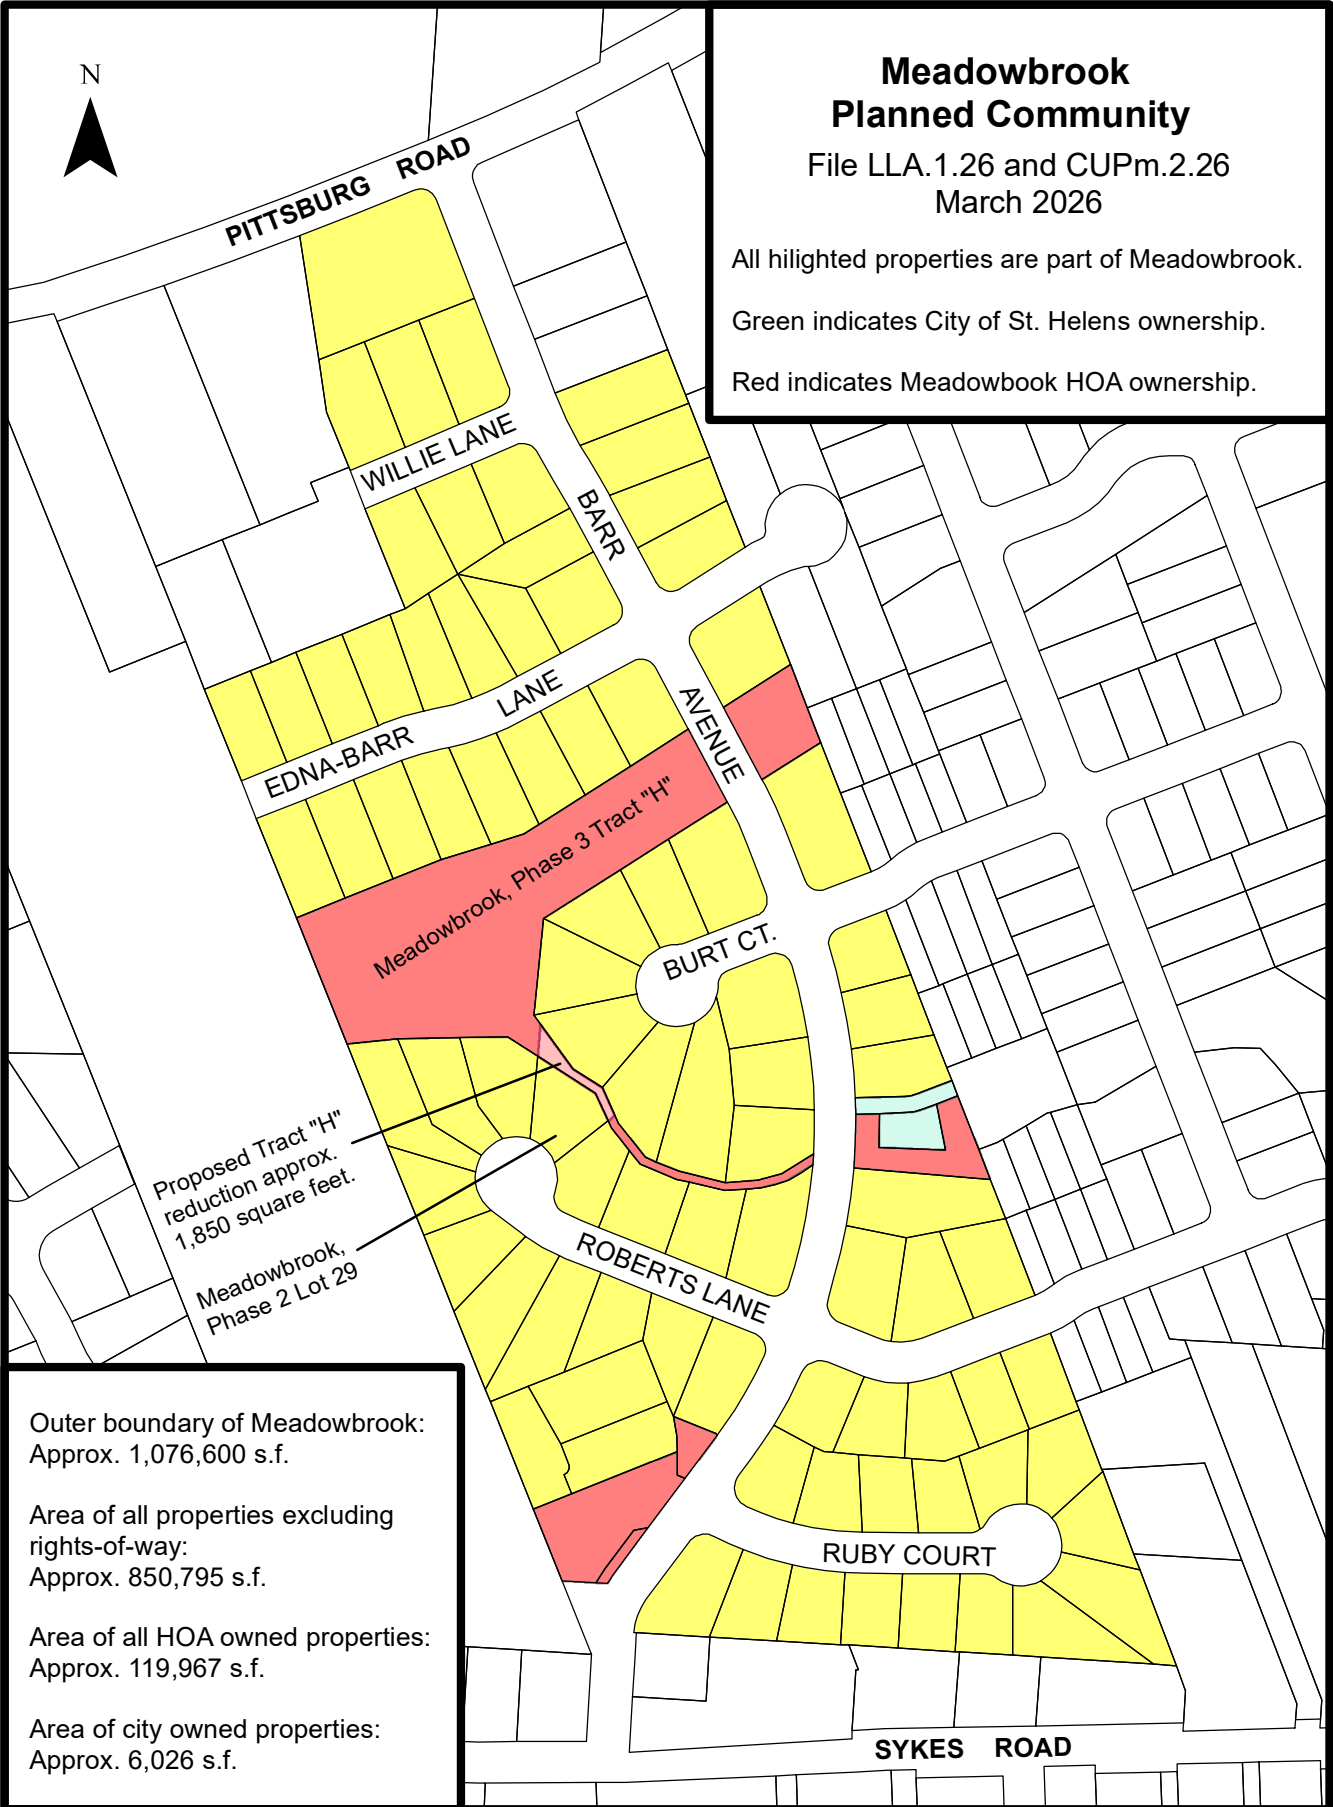 N
Meadowbrook
Planned Community
File LLA.1.26 and CUPm.2.26
March 2026
All hilighted properties are part of Meadowbrook.
Green indicates City of St. Helens ownership.
Red indicates Meadowbook HOA ownership.
PITTSBURG ROAD
WILLIE LANE
BARR
AVENUE
EDNA-BARR LANE
Meadowbrook, Phase 3 Tract "H"
BURT CT.
Proposed Tract "H"
reduction approx.
1,850 square feet.
Meadowbrook,
Phase 2 Lot 29
ROBERTS LANE
RUBY COURT
SYKES ROAD
Outer boundary of Meadowbrook:
Approx. 1,076,600 s.f.
Area of all properties excluding
rights-of-way:
Approx. 850,795 s.f.
Area of all HOA owned properties:
Approx. 119,967 s.f.
Area of city owned properties:
Approx. 6,026 s.f.